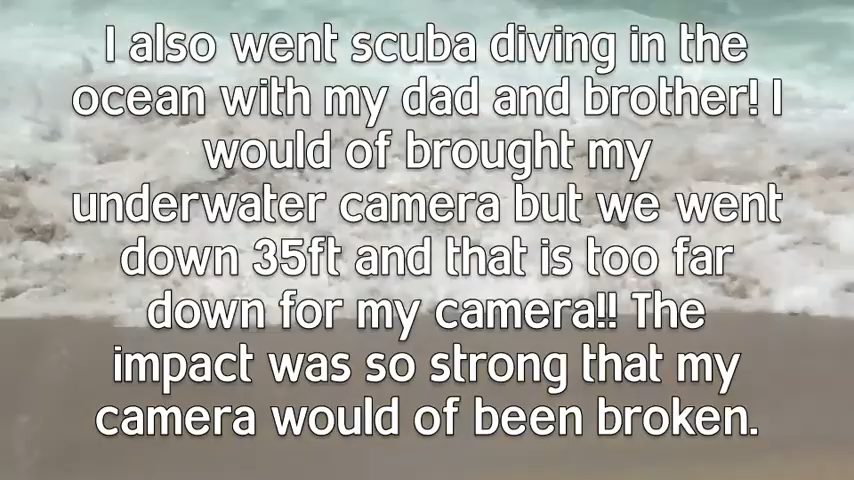 I also went scuba diving in the
ocean with my dad and brother! I
would of brought my
underwater camera but we went
down 35ft and that is too far
down for my camera!! The
impact was so strong that my
camera would of been broken.